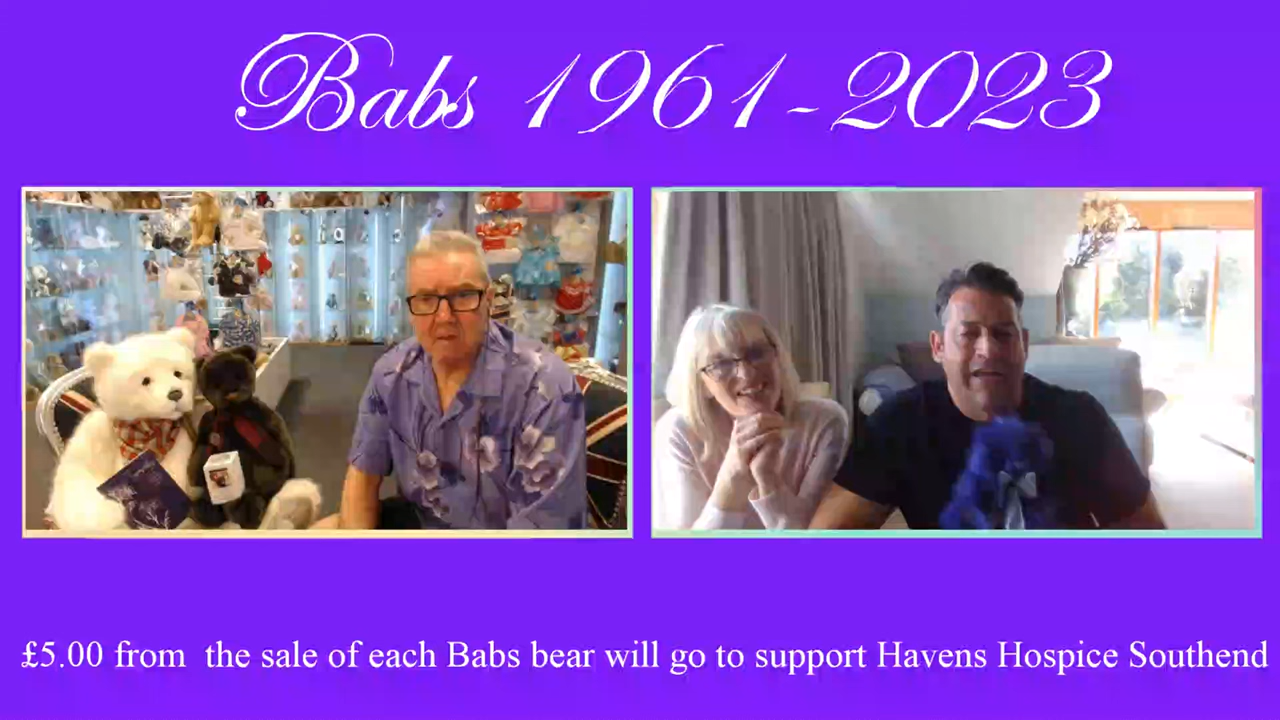 Babs 1961-2023
£5.00 from the sale of each Babs bear will go to support Havens Hospice Southend